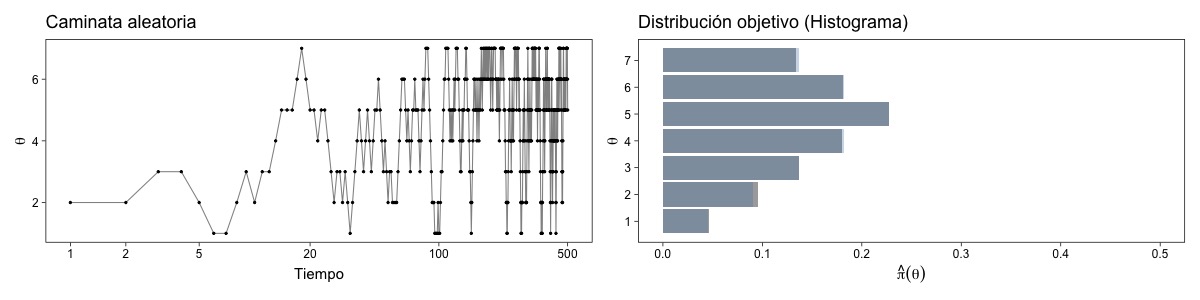 Caminata aleatoria
θ
6
4
2
1 2 5 20 100 500
Tiempo
Distribución objetivo (Histograma)
θ
7
6
5
4
3
2
1
0.0 0.1 0.2 0.3 0.4 0.5
π̂(θ)